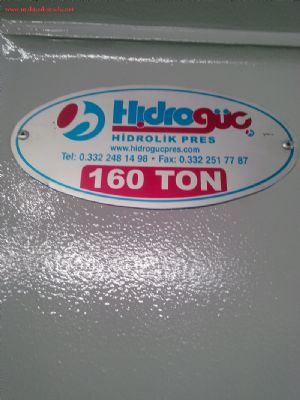 Hidrogüç
HİDROLİK PRES
www.hidrogucpres.com
Tel: 0.332 248 14 98 • Fax: 0.332 251 77 87
160 TON